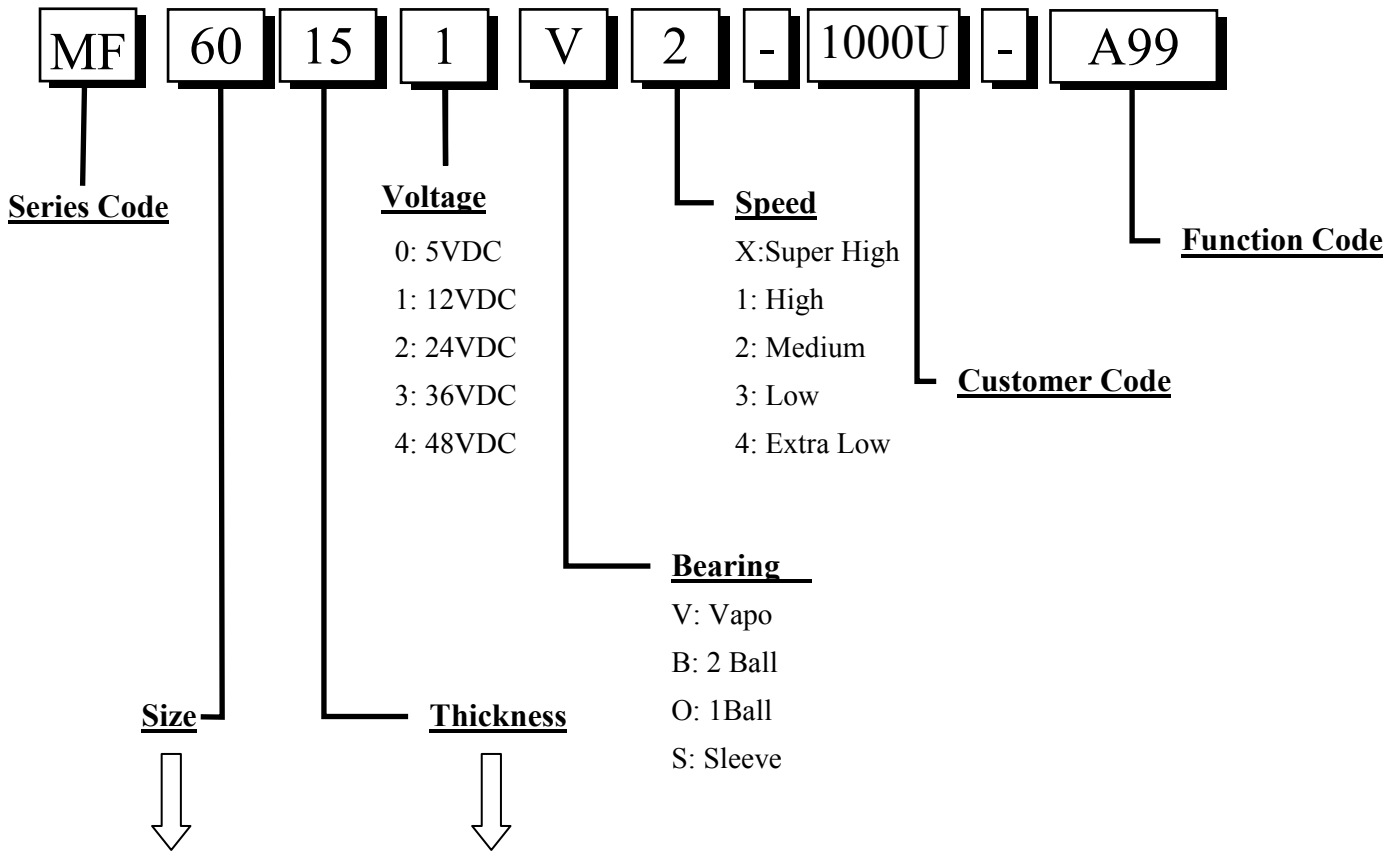 MF 60 15 1 V 2 - 1000U - A99
Series Code
Voltage
0: 5VDC
1: 12VDC
2: 24VDC
3: 36VDC
4: 48VDC
Speed
X:Super High
1: High
2: Medium
3: Low
4: Extra Low
Function Code
Customer Code
Bearing
V: Vapo
B: 2 Ball
O: 1Ball
S: Sleeve
Size
Thickness